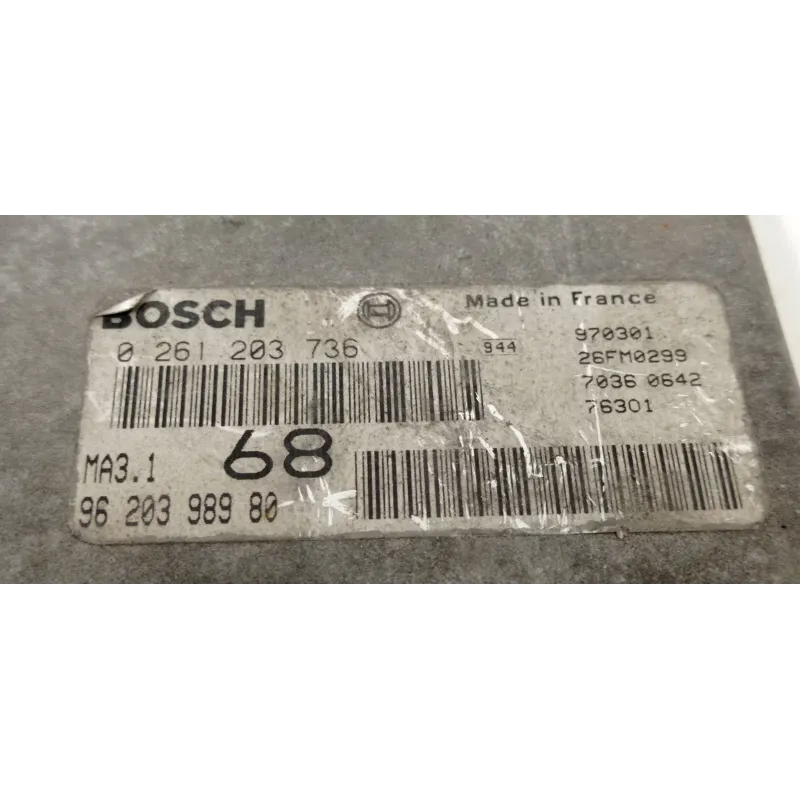 BOSCH
Made in France
0 261 203 736
944
970301
26FM0299
7036 0642
76301
MA3.1
68
96 203 989 80